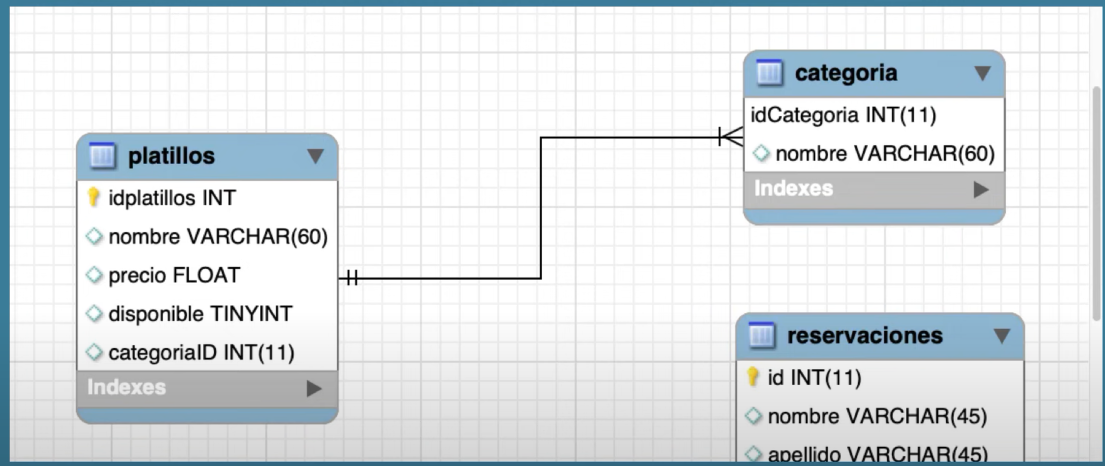 platillos
idplatillos INT
nombre VARCHAR(60)
precio FLOAT
disponible TINYINT
categoriaID INT(11)
Indexes
categoria
idCategoria INT(11)
nombre VARCHAR(60)
Indexes
reservaciones
id INT(11)
nombre VARCHAR(45)
apellido VARCHAR(45)